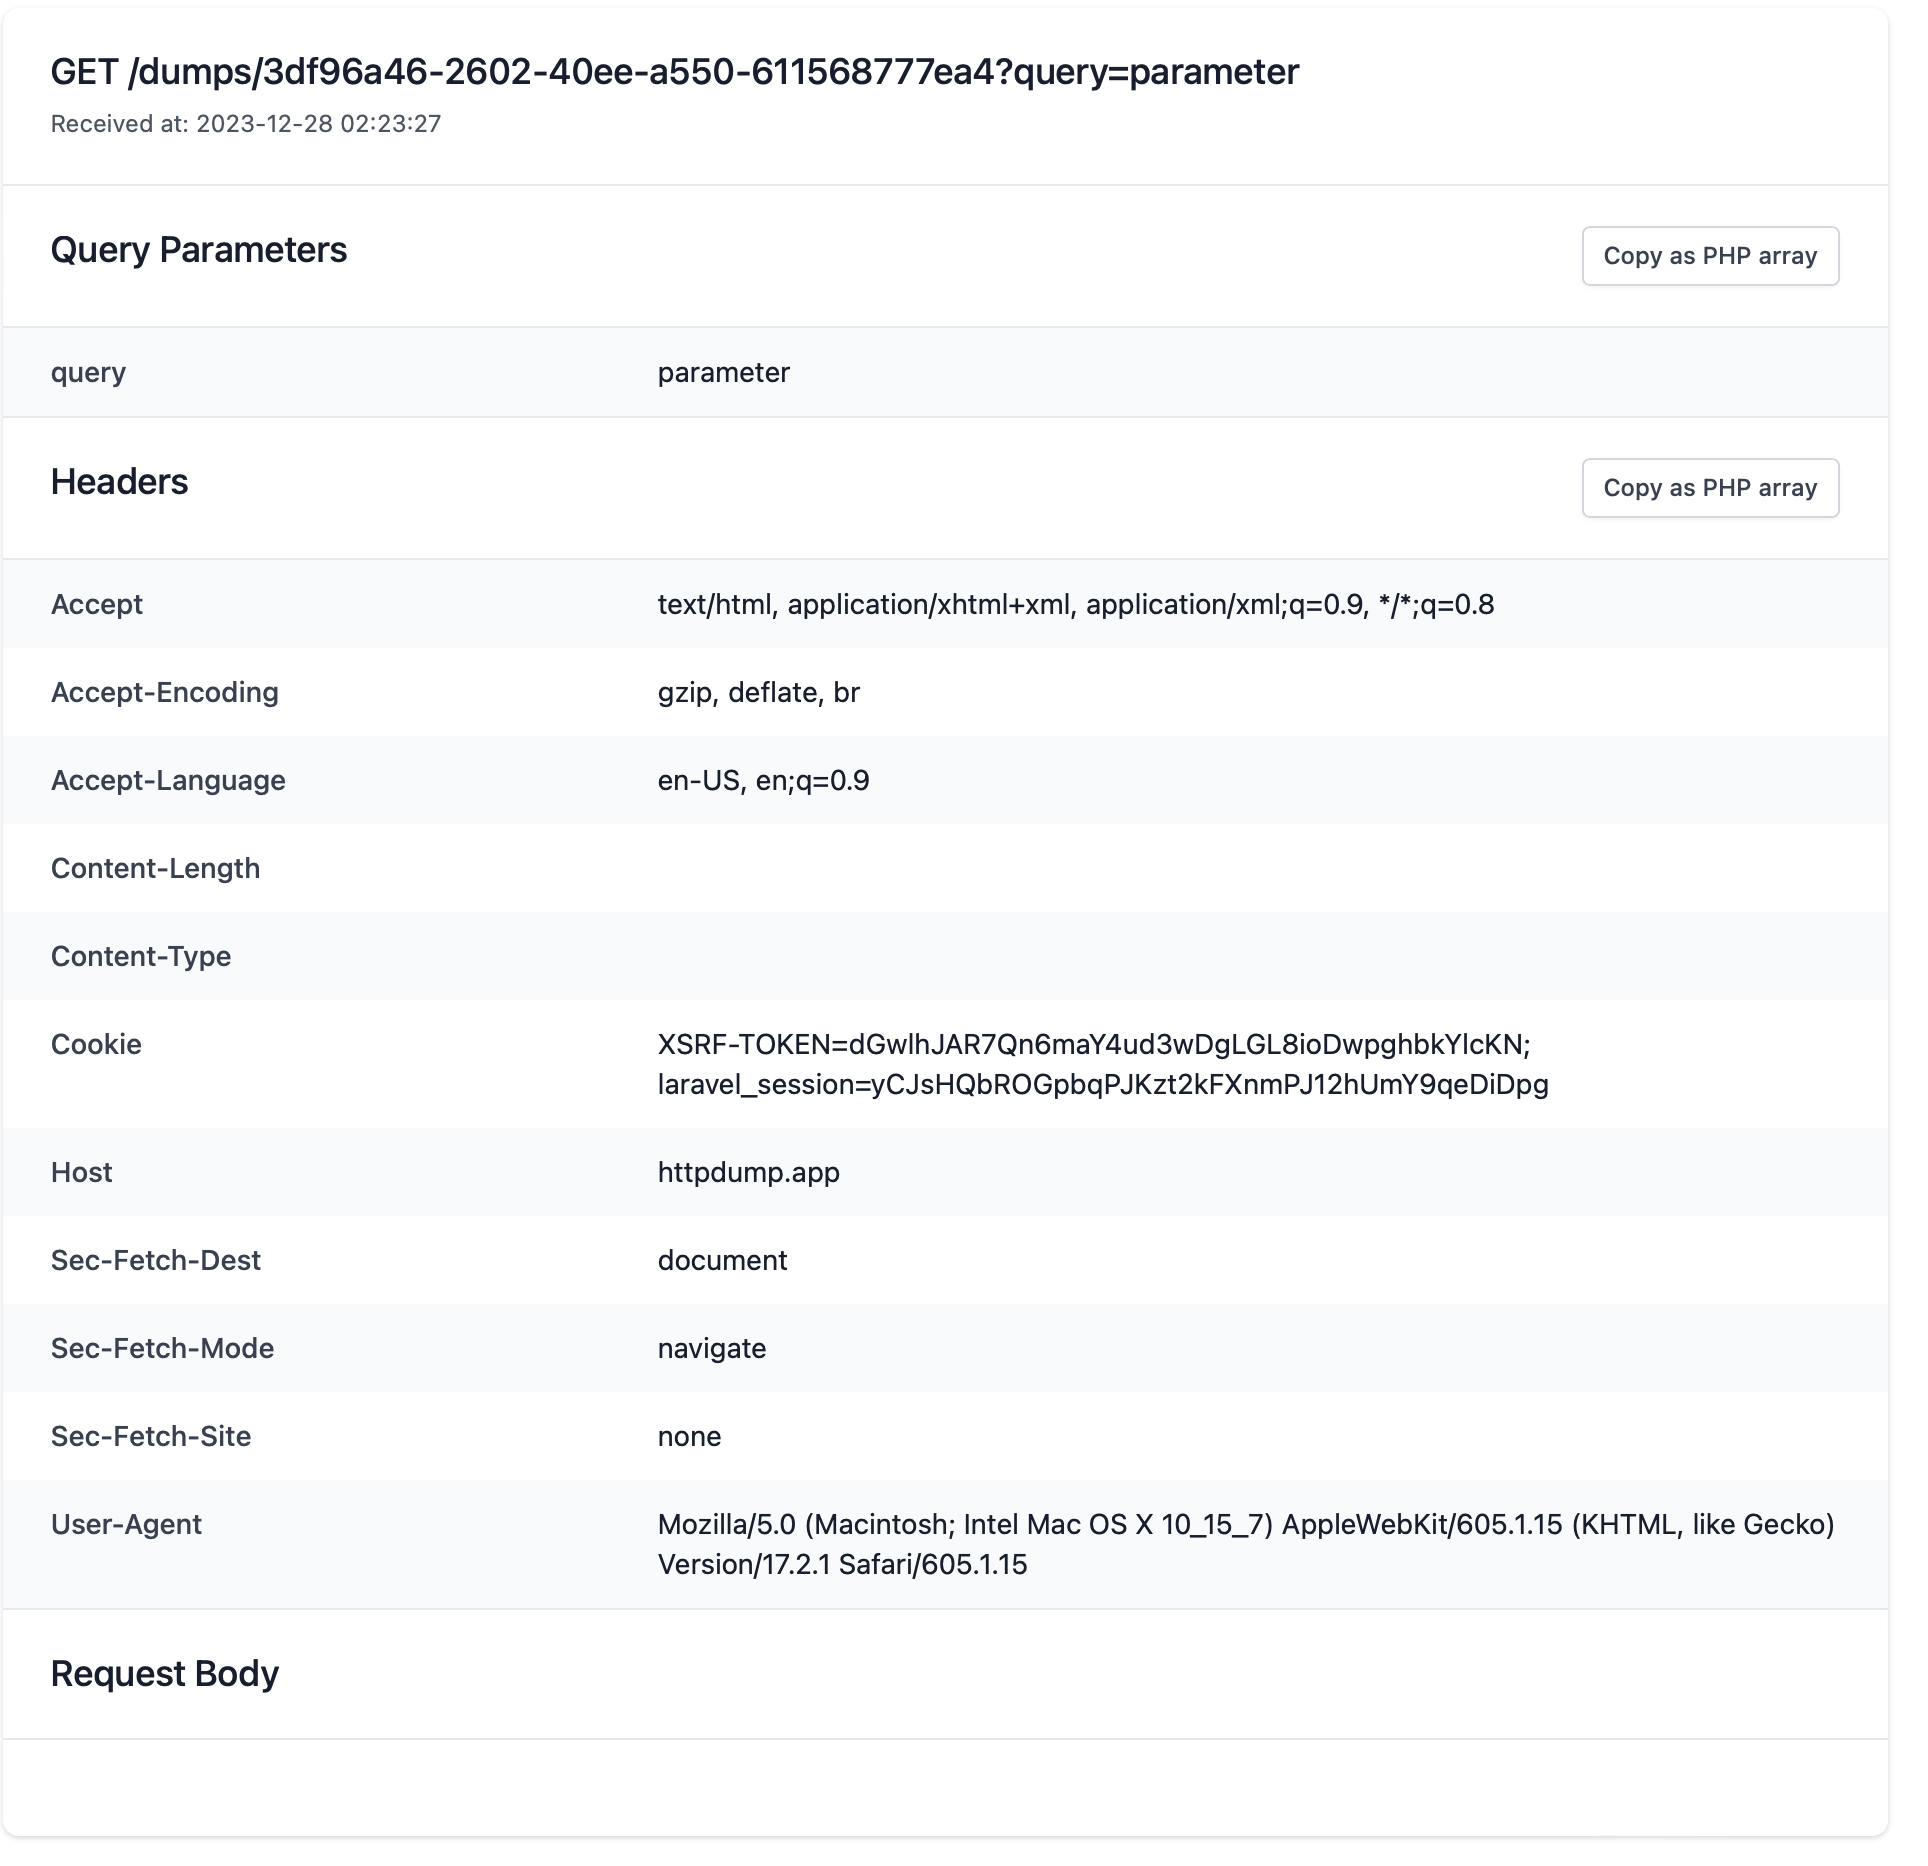 GET /dumps/3df96a46-2602-40ee-a550-611568777ea4?query=parameter
Received at: 2023-12-28 02:23:27
Query Parameters
Copy as PHP array
query
parameter
Headers
Copy as PHP array
Accept
text/html, application/xhtml+xml, application/xml;q=0.9, */*;q=0.8
Accept-Encoding
gzip, deflate, br
Accept-Language
en-US, en;q=0.9
Content-Length
Content-Type
Cookie
XSRF-TOKEN=dGwlhJAR7Qn6maY4ud3wDgLGL8ioDwpghbkYlcKN;
laravel_session=yCJsHQbROGpbqPJKzt2kFXnmPJ12hUmY9qeDiDpg
Host
httpdump.app
Sec-Fetch-Dest
document
Sec-Fetch-Mode
navigate
Sec-Fetch-Site
none
User-Agent
Mozilla/5.0 (Macintosh; Intel Mac OS X 10_15_7) AppleWebKit/605.1.15 (KHTML, like Gecko)
Version/17.2.1 Safari/605.1.15
Request Body